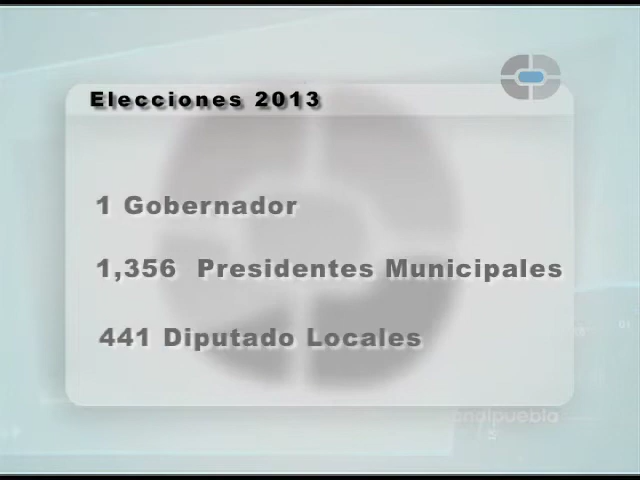 Elecciones 2013
1 Gobernador
1,356 Presidentes Municipales
441 Diputado Locales